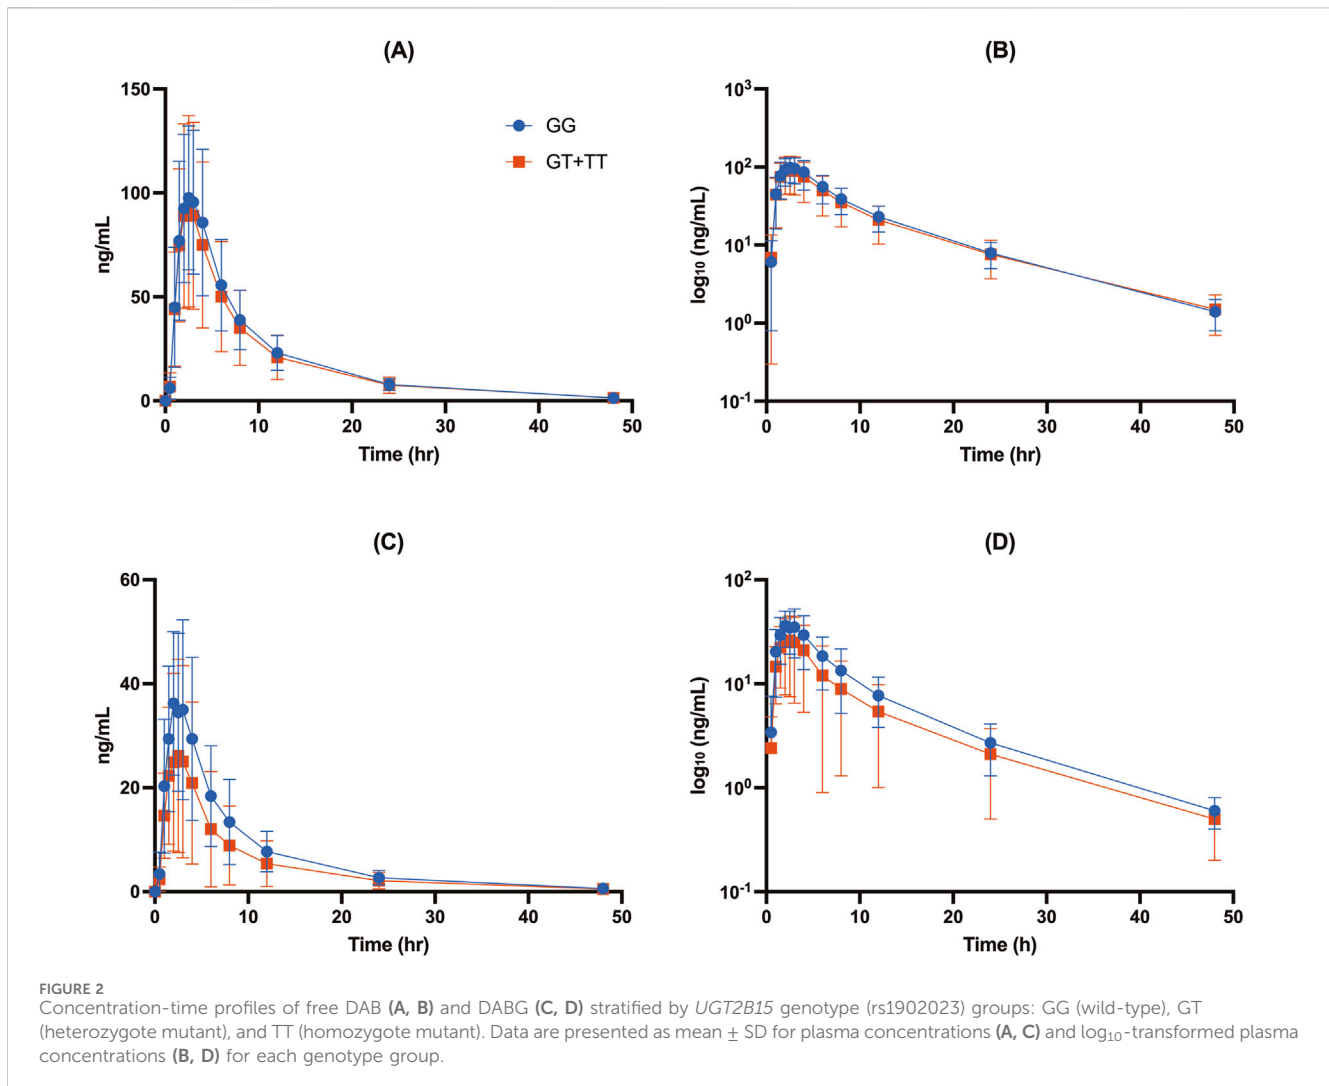 (A)
150
100
50
0
ng/mL
0 10 20 30 40 50
Time (hr)
GG
GT+TT
(B)
10³
10²
10¹
10⁰
10⁻¹
log₁₀ (ng/mL)
0 10 20 30 40 50
Time (hr)
(C)
60
40
20
0
ng/mL
0 10 20 30 40 50
Time (hr)
(D)
10²
10¹
10⁰
10⁻¹
log₁₀ (ng/mL)
0 10 20 30 40 50
Time (h)
FIGURE 2
Concentration-time profiles of free DAB (A, B) and DABG (C, D) stratified by UGT2B15 genotype (rs1902023) groups: GG (wild-type), GT
(heterozygote mutant), and TT (homozygote mutant). Data are presented as mean ± SD for plasma concentrations (A, C) and log₁₀-transformed plasma
concentrations (B, D) for each genotype group.